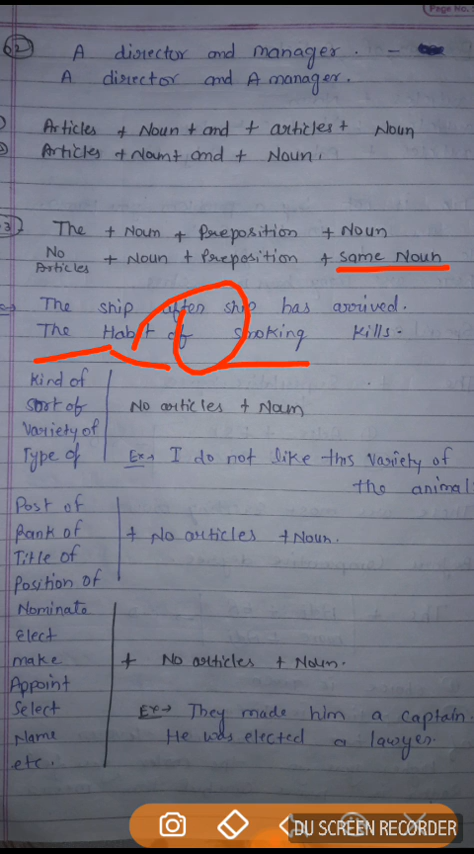 Page No.
2
A director and manager. -
A director and A manager.
Articles + Noun + and + articles + Noun
Articles + Noun + and + Noun.
3
The + Noun + Preposition + Noun
No Articles + Noun + Preposition + Same Noun
The ship after ship has arrived.
The Habit of smoking kills.
Kind of
Sort of
No articles + Noun
Variety of
Type of
Ex→ I do not like this variety of
the animal
Post of
Rank of
+ No articles + Noun.
Title of
Position of
Nominate
Elect
make
+ No articles + Noun.
Appoint
Select
Ex→ They made him a captain.
Name
He was elected a lawyer.
etc.
DU SCREEN RECORDER